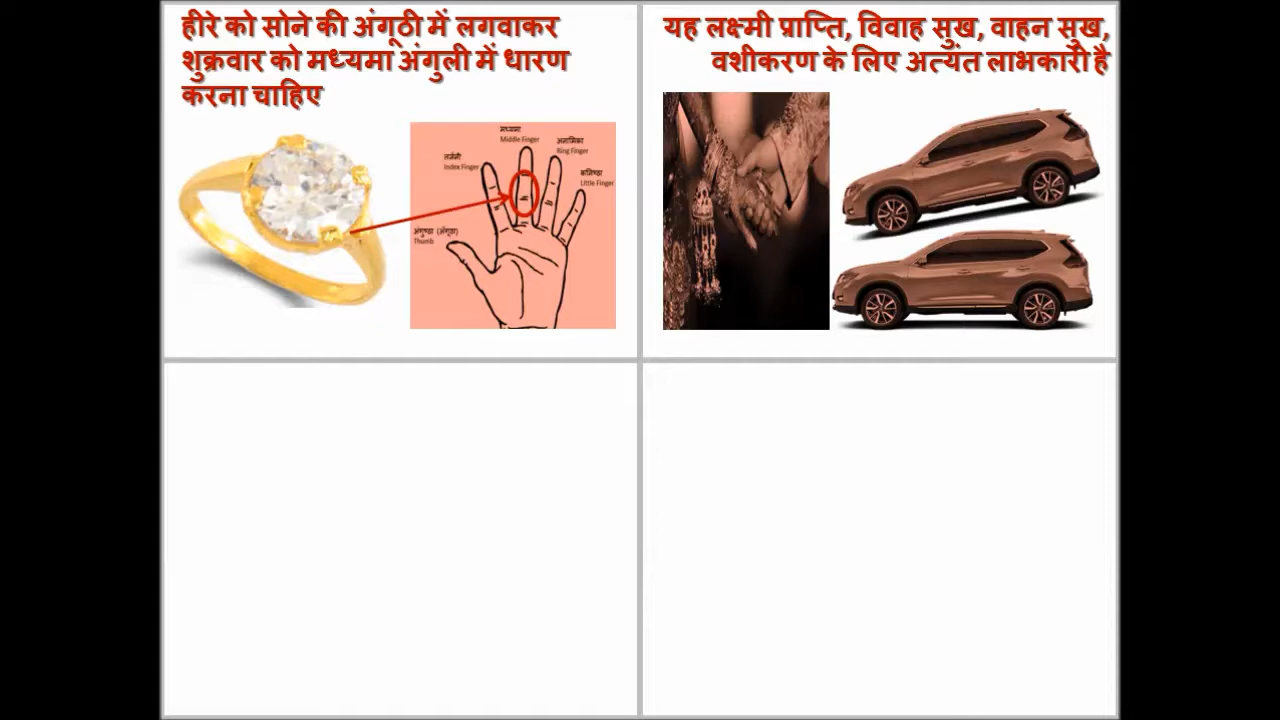 हीरे को सोने की अंगूठी में लगवाकर
शुक्रवार को मध्यमा अंगुली में धारण
करना चाहिए
यह लक्ष्मी प्राप्ति, विवाह सुख, वाहन सुख,
वशीकरण के लिए अत्यंत लाभकारी है
मध्यमा
Middle Finger
अनामिका
Ring Finger
तर्जनी
Index Finger
कनिष्ठा
Little Finger
अंगुष्ठा (अँगूठा)
Thumb